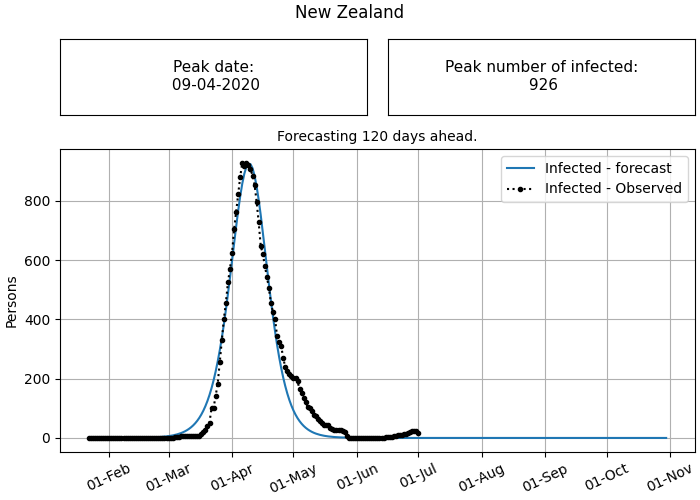 New Zealand
Peak date:
09-04-2020
Peak number of infected:
926
Forecasting 120 days ahead.
Infected - forecast
Infected - Observed
Persons
800
600
400
200
0
01-Feb
01-Mar
01-Apr
01-May
01-Jun
01-Jul
01-Aug
01-Sep
01-Oct
01-Nov